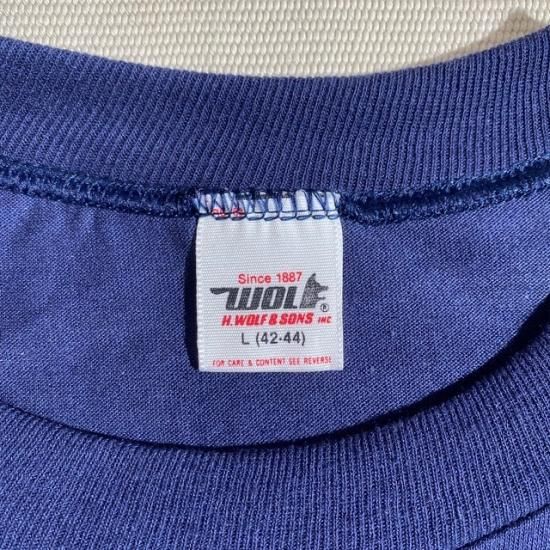 Since 1887
WOLF®
H. WOLF & SONS INC
L (42-44)
FOR CARE & CONTENT SEE REVERSE